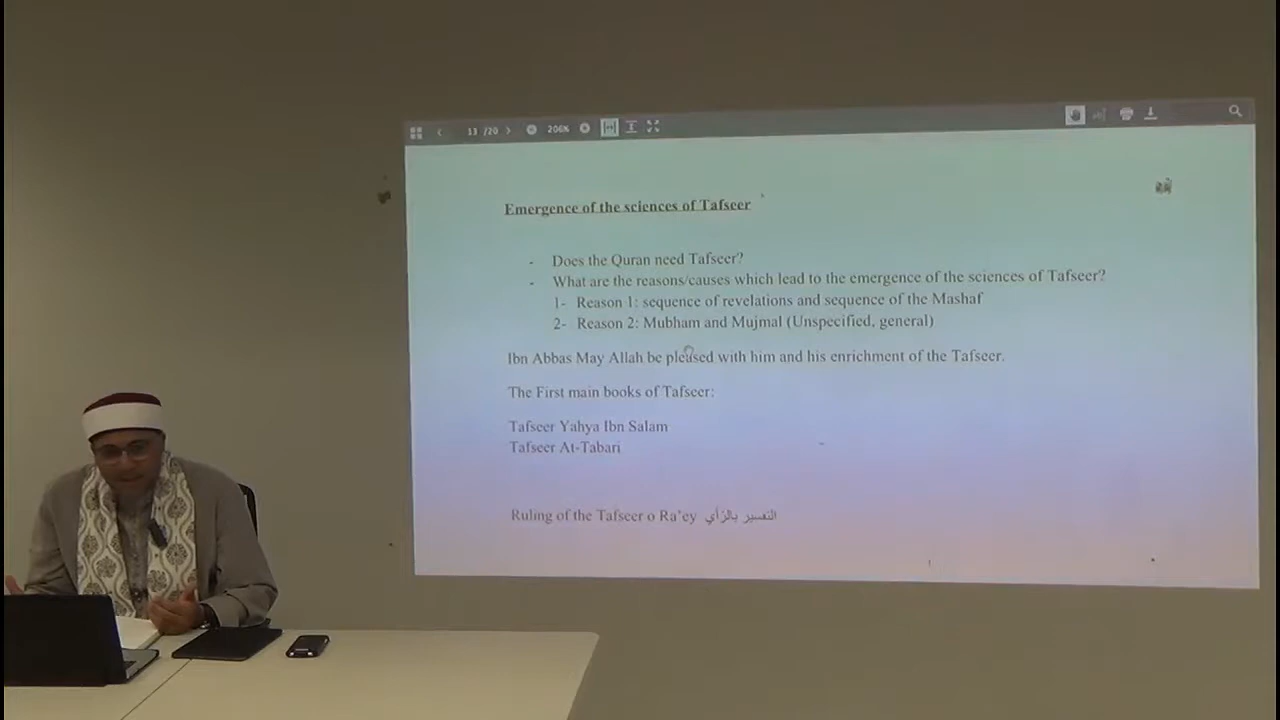 13 /20
206%
Emergence of the sciences of Tafseer
- Does the Quran need Tafseer?
- What are the reasons/causes which lead to the emergence of the sciences of Tafseer?
1- Reason 1: sequence of revelations and sequence of the Mashaf
2- Reason 2: Mubham and Mujmal (Unspecified, general)
Ibn Abbas May Allah be pleased with him and his enrichment of the Tafseer.
The First main books of Tafseer:
Tafseer Yahya Ibn Salam
Tafseer At-Tabari
Ruling of the Tafseer o Ra’ey التفسير بالرأي